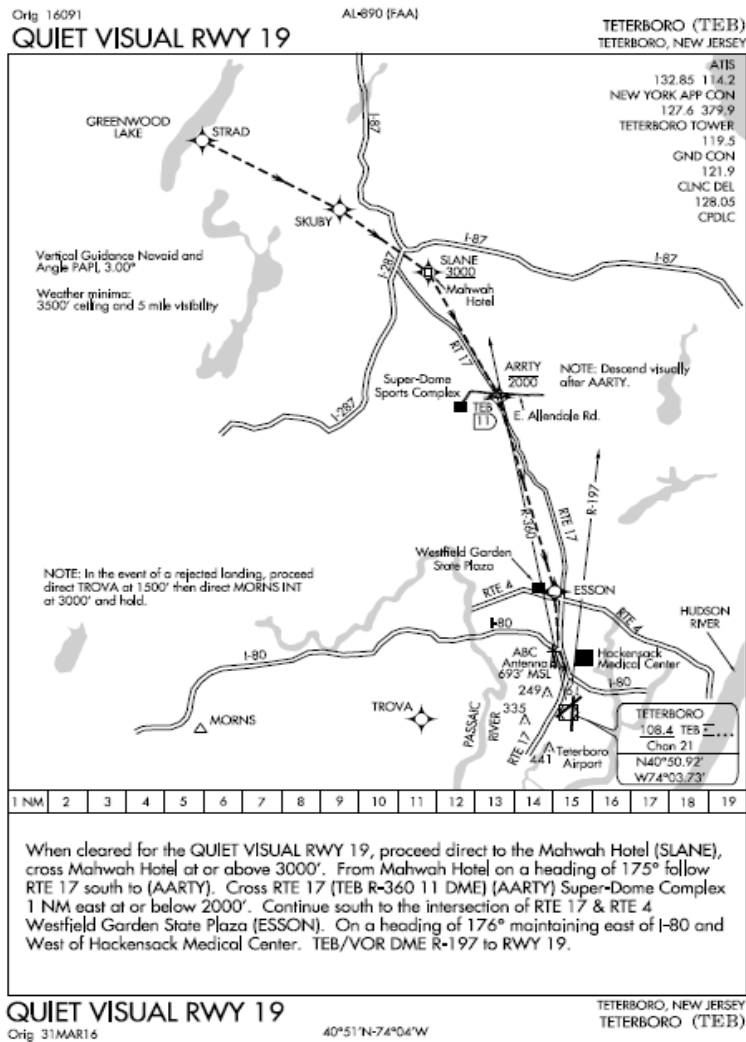 Orig 16091
AL-890 (FAA)
QUIET VISUAL RWY 19
TETERBORO (TEB)
TETERBORO, NEW JERSEY
ATIS
132.85 114.2
NEW YORK APP CON
127.6 379.9
TETERBORO TOWER
119.5
GND CON
121.9
CLNC DEL
128.05
CPDLC
I-87
GREENWOOD
LAKE
STRAD
SKUBY
I-87
I-87
SLANE
3000
Mahwah
Hotel
I-287
Vertical Guidance Navaid and
Angle PAPI, 3.00°
Weather minima:
3500' ceiling and 5 mile visibility
RT 17
ARRTY
2000
NOTE: Descend visually
after AARTY.
Super-Dome
Sports Complex
TEB
11
E. Allendale Rd.
I-287
R-197
R-360
RTE 17
Westfield Garden
State Plaza
ESSON
RTE 4
RTE 4
NOTE: In the event of a rejected landing, proceed
direct TROVA at 1500' then direct MORNS INT
at 3000' and hold.
HUDSON
RIVER
I-80
I-80
ABC
Antenna
693' MSL
Hackensack
Medical Center
I-80
249
335
441
TROVA
MORNS
PASSAIC
RIVER
RTE 17
Teterboro
Airport
TETERBORO
108.4 TEB
Chan 21
N40°50.92'
W74°03.73'
1 NM 2 3 4 5 6 7 8 9 10 11 12 13 14 15 16 17 18 19
When cleared for the QUIET VISUAL RWY 19, proceed direct to the Mahwah Hotel (SLANE),
cross Mahwah Hotel at or above 3000'. From Mahwah Hotel on a heading of 175° follow
RTE 17 south to (AARTY). Cross RTE 17 (TEB R-360 11 DME) (AARTY) Super-Dome Complex
1 NM east at or below 2000'. Continue south to the intersection of RTE 17 & RTE 4
Westfield Garden State Plaza (ESSON). On a heading of 176° maintaining east of I-80 and
West of Hackensack Medical Center. TEB/VOR DME R-197 to RWY 19.
QUIET VISUAL RWY 19
Orig 31MAR16
40°51'N-74°04'W
TETERBORO, NEW JERSEY
TETERBORO (TEB)